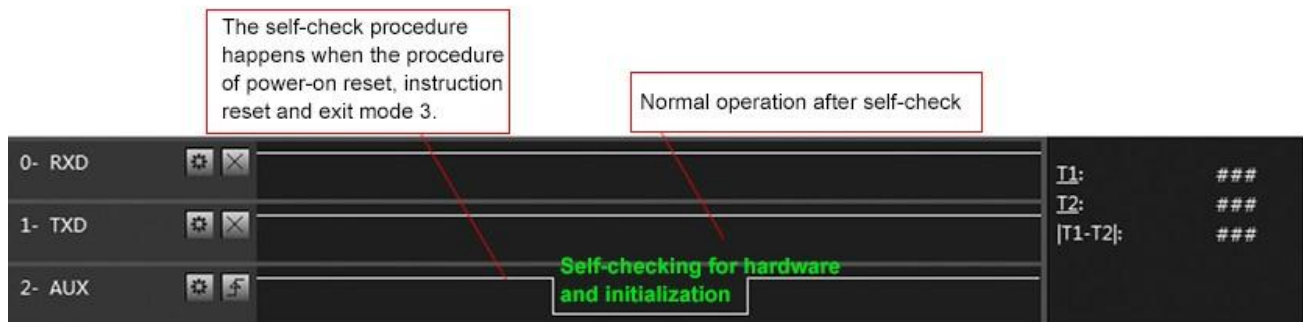 The self-check procedure
happens when the procedure
of power-on reset, instruction
reset and exit mode 3.
Normal operation after self-check
0- RXD
1- TXD
2- AUX
Self-checking for hardware
and initialization
T1: ###
T2: ###
|T1-T2|: ###